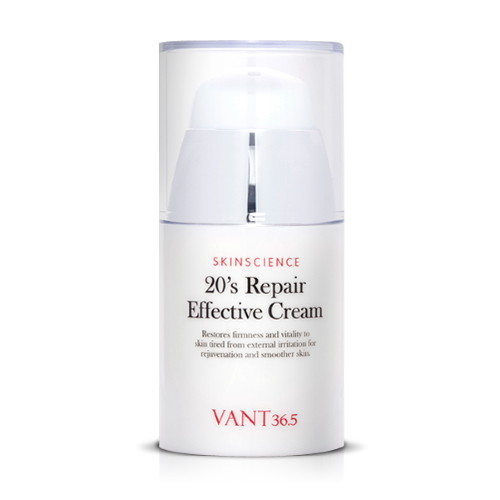 SKINSCIENCE
20's Repair
Effective Cream
Restores firmness and vitality to
skin tired from external irritation for
rejuvenation and smoother skin.
VANT36.5